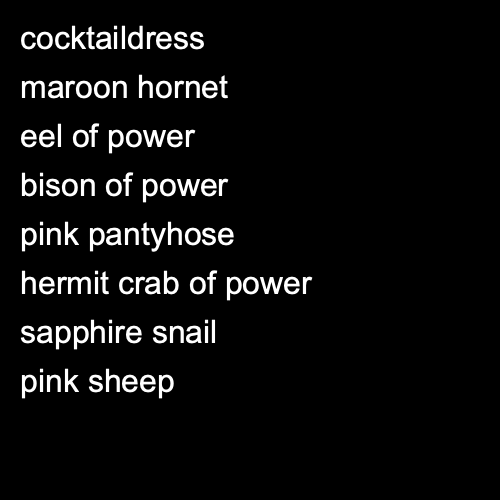 cocktaildress
maroon hornet
eel of power
bison of power
pink pantyhose
hermit crab of power
sapphire snail
pink sheep